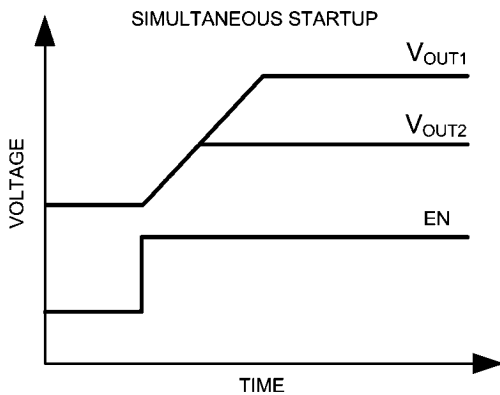 SIMULTANEOUS STARTUP
VOUT1
VOUT2
VOLTAGE
EN
TIME